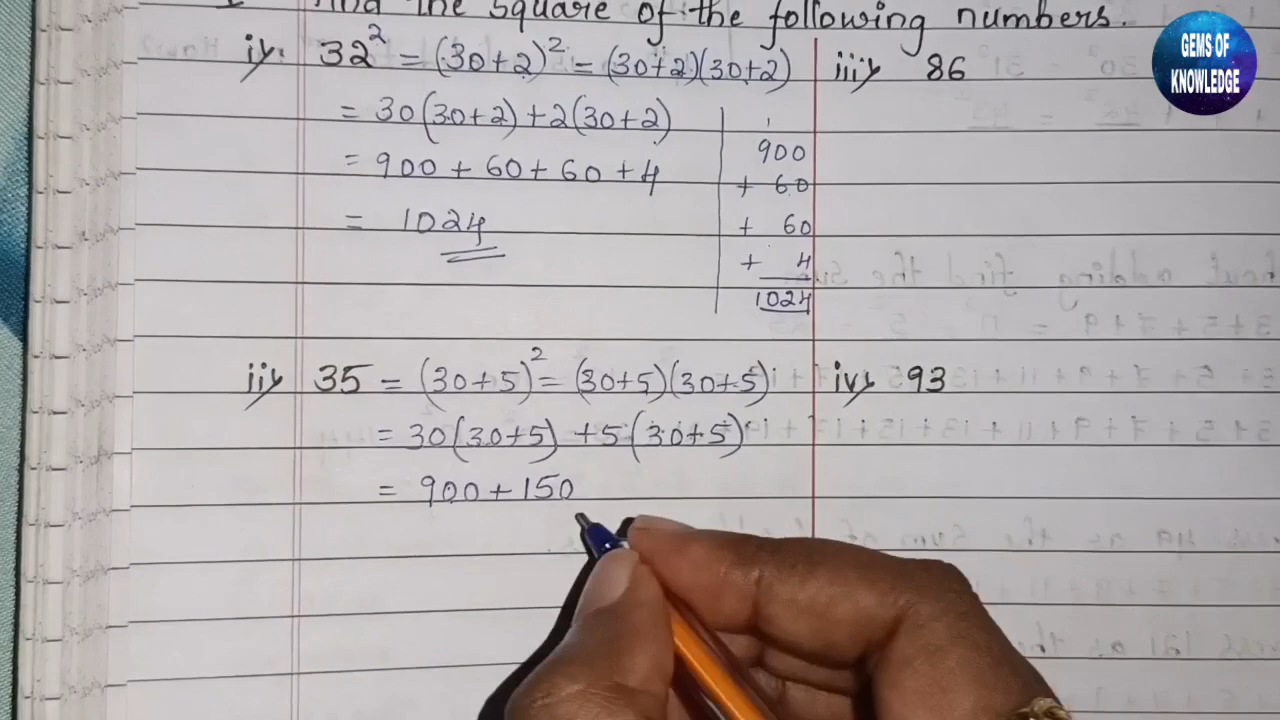 Find the square of the following numbers.
i) 32² = (30+2)² = (30+2)(30+2)
= 30(30+2) + 2(30+2)
= 900 + 60 + 60 + 4
= 1024
1
900
+ 60
+ 60
+ 4
1024
ii) 35 = (30+5)² = (30+5)(30+5)
= 30(30+5) + 5(30+5)
= 900 + 150
iii) 86
iv) 93
GEMS OF
KNOWLEDGE